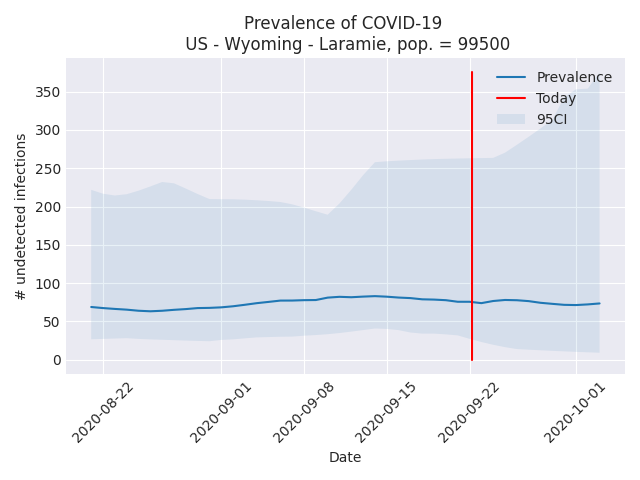 Prevalence of COVID-19
US - Wyoming - Laramie, pop. = 99500
Prevalence
Today
95CI
# undetected infections
350
300
250
200
150
100
50
0
2020-08-22
2020-09-01
2020-09-08
2020-09-15
2020-09-22
2020-10-01
Date